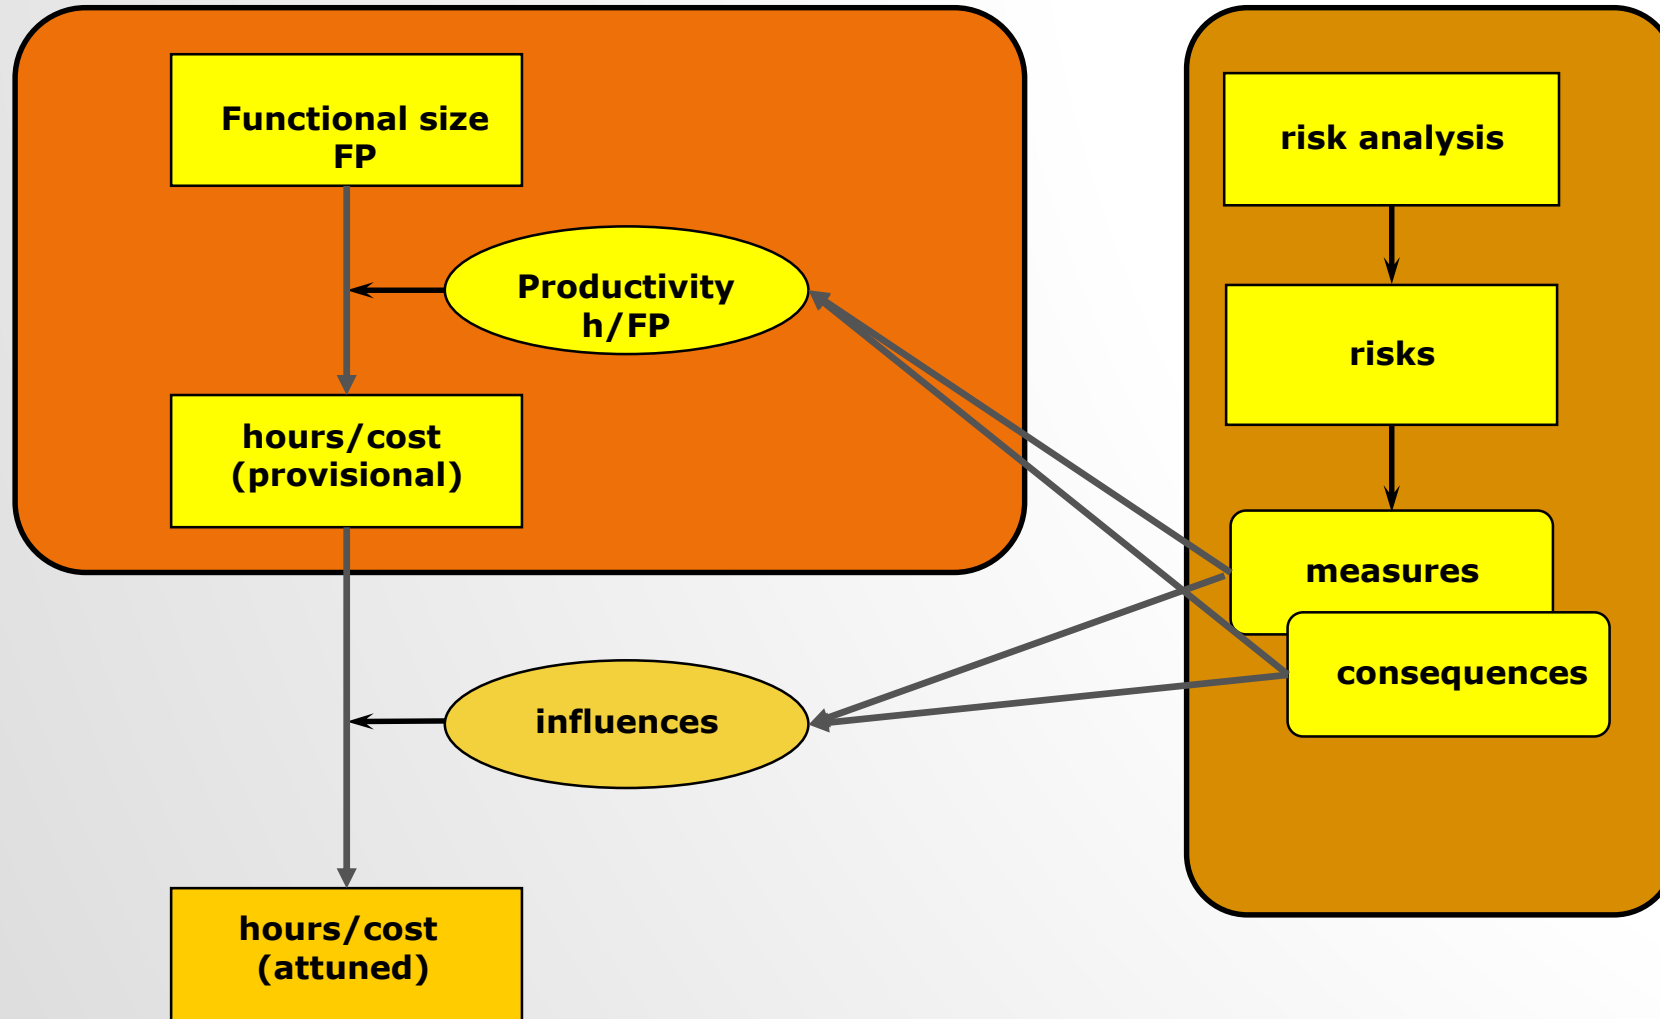 Functional size
FP
Productivity
h/FP
hours/cost
(provisional)
influences
hours/cost
(attuned)
risk analysis
risks
measures
consequences